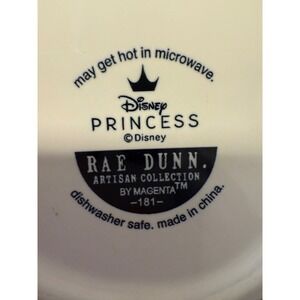 may get hot in microwave.
Disney
PRINCESS
©Disney
RAE DUNN.
ARTISAN COLLECTION
BY MAGENTA™
-181-
dishwasher safe. made in china.